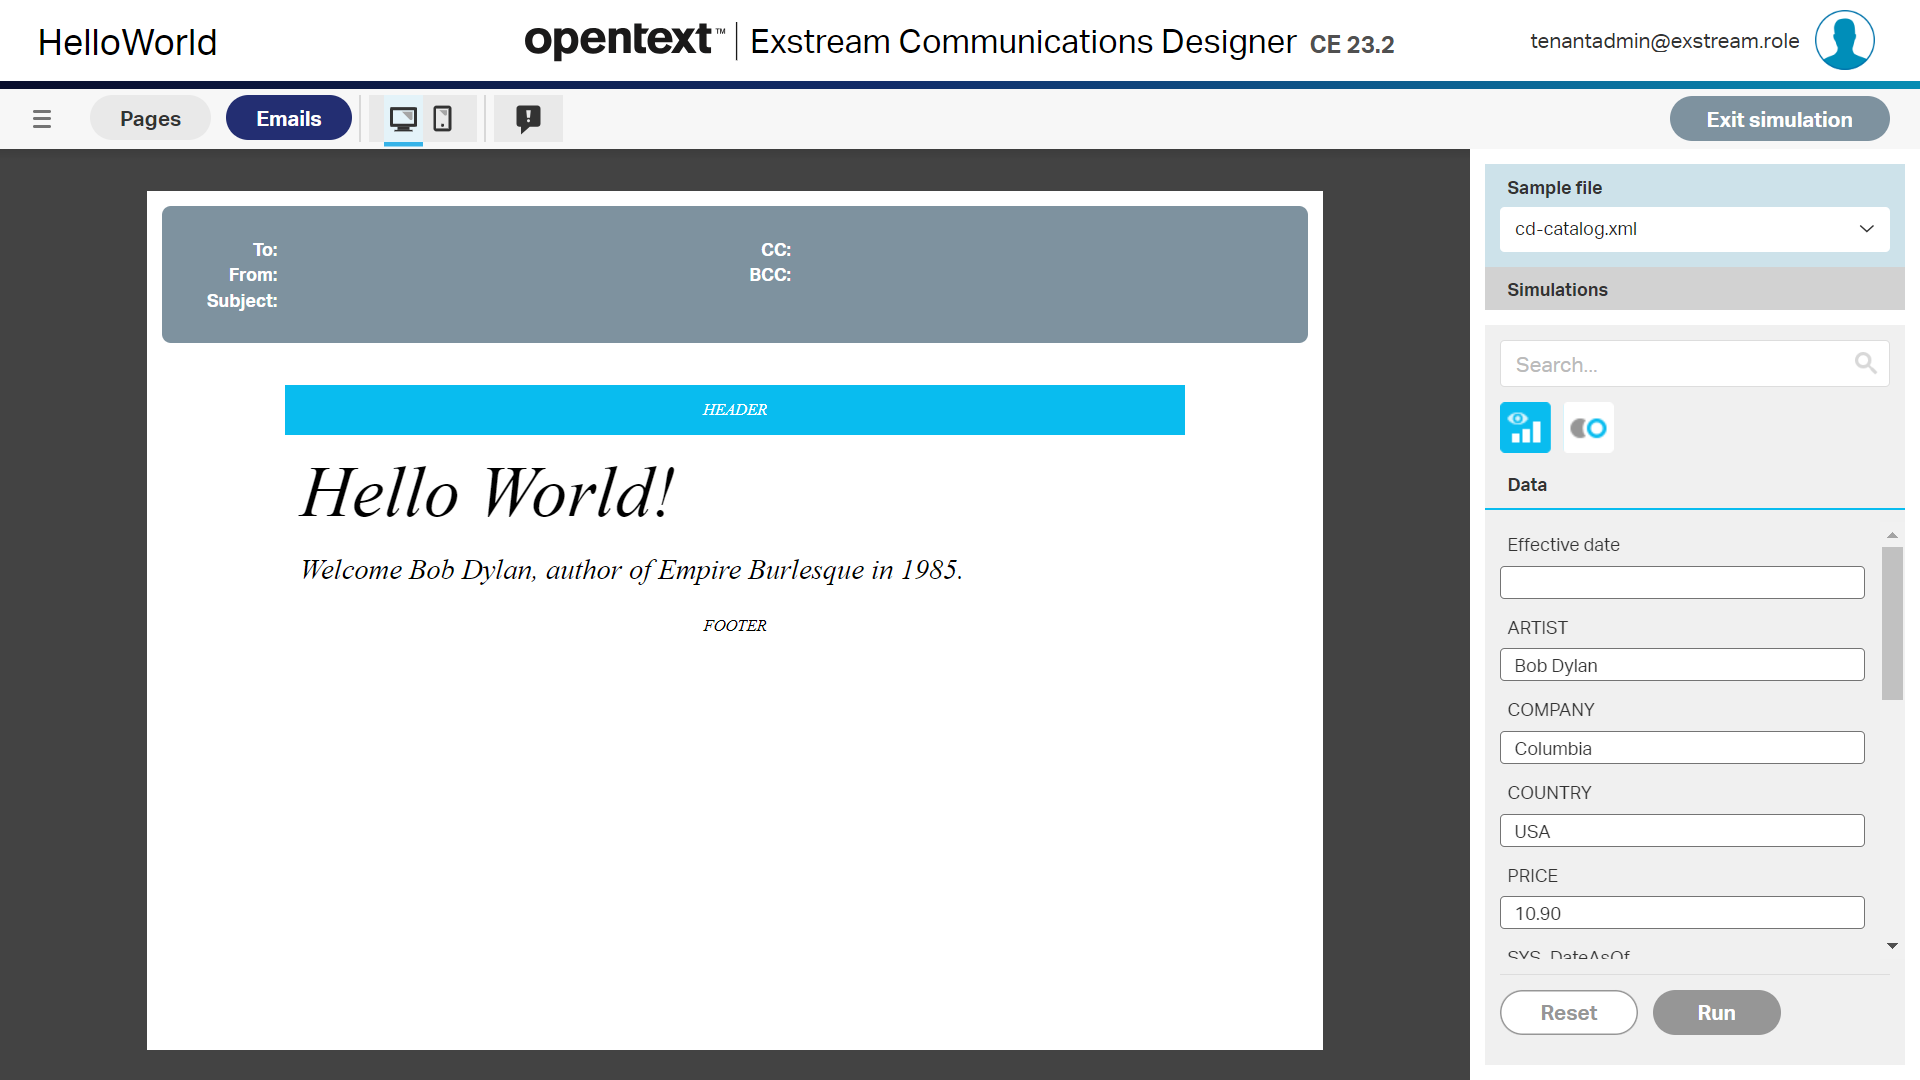 HelloWorld
opentext™ | Exstream Communications Designer CE 23.2
tenantadmin@exstream.role
Pages
Emails
Exit simulation
To:
CC:
From:
BCC:
Subject:
HEADER
Hello World!
Welcome Bob Dylan, author of Empire Burlesque in 1985.
FOOTER
Sample file
cd-catalog.xml
Simulations
Search...
Data
Effective date
ARTIST
Bob Dylan
COMPANY
Columbia
COUNTRY
USA
PRICE
10.90
SYS_DateAsOf
Reset
Run